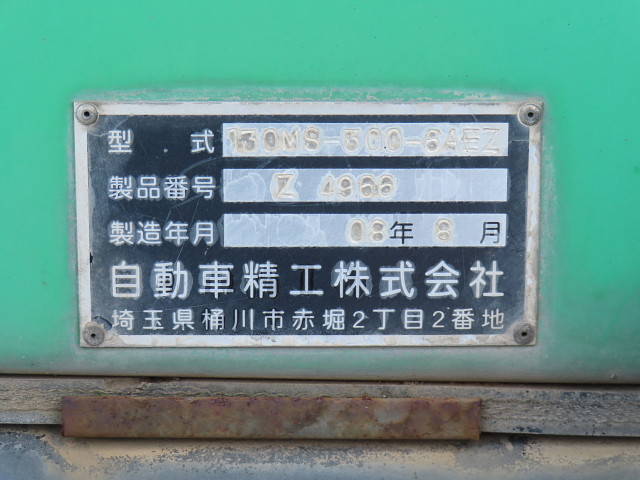 型 式 130MS-500-8AEZ
製品番号 Z 4966
製造年月 08年 8 月
自動車精工株式会社
埼玉県桶川市赤堀2丁目2番地